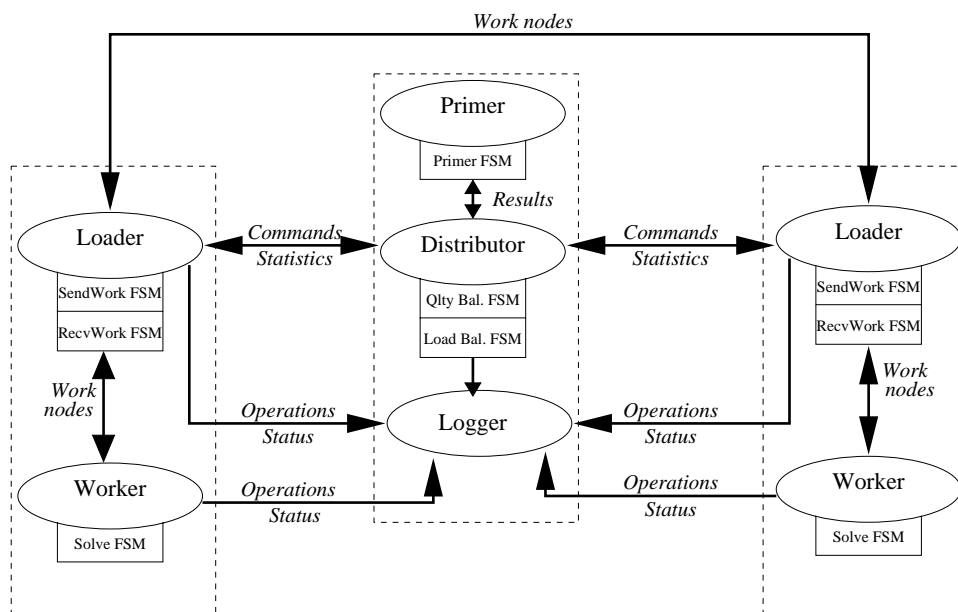 Work nodes
Primer
Primer FSM
Results
Loader
SendWork FSM
RecvWork FSM
Commands
Statistics
Distributor
Qlty Bal. FSM
Load Bal. FSM
Commands
Statistics
Loader
SendWork FSM
RecvWork FSM
Work
nodes
Operations
Status
Logger
Operations
Status
Work
nodes
Worker
Solve FSM
Operations
Status
Operations
Status
Worker
Solve FSM